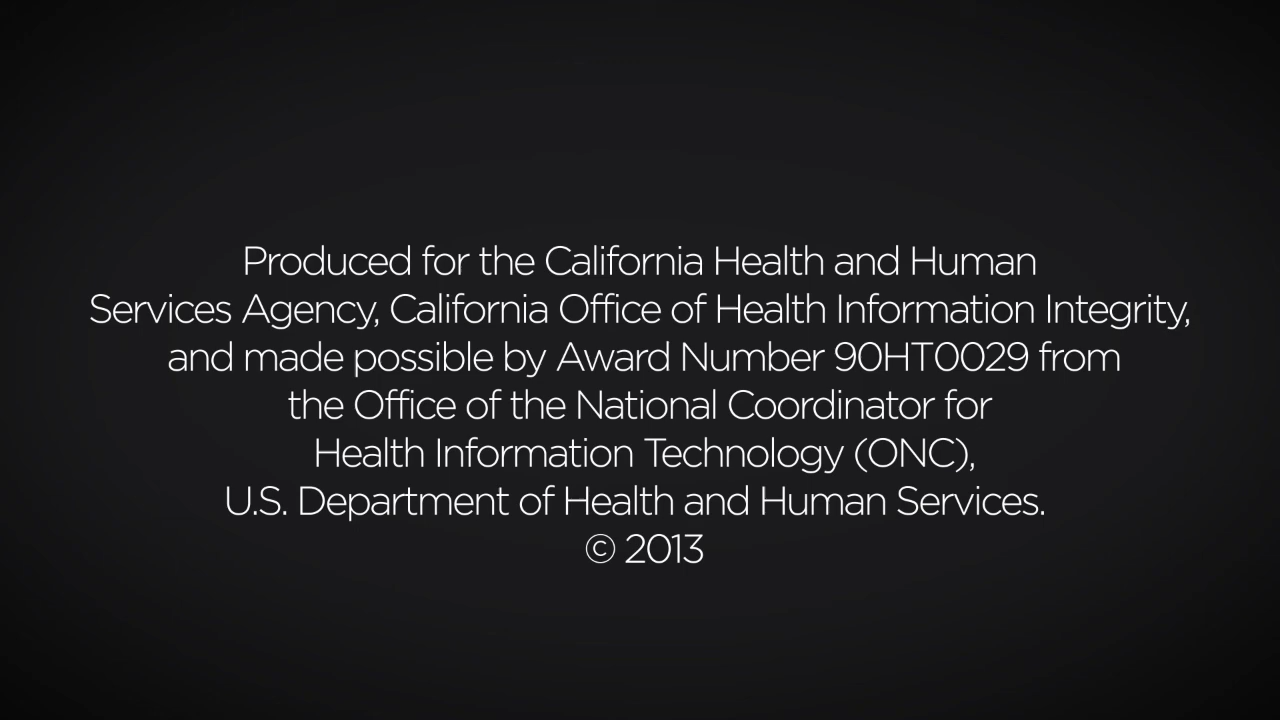 Produced for the California Health and Human
Services Agency, California Office of Health Information Integrity,
and made possible by Award Number 90HT0029 from
the Office of the National Coordinator for
Health Information Technology (ONC),
U.S. Department of Health and Human Services.
© 2013